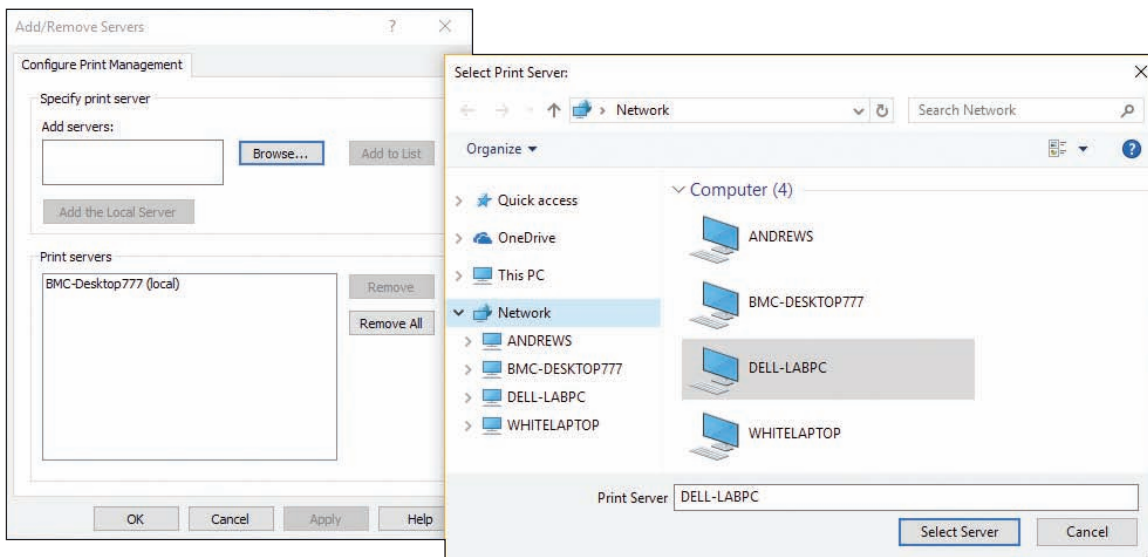 Add/Remove Servers
?
Configure Print Management
Specify print server
Add servers:
Browse...
Add to List
Add the Local Server
Print servers
BMC-Desktop777 (local)
Remove
Remove All
OK
Cancel
Apply
Help
Select Print Server:
Network
Search Network
Organize
?
Quick access
OneDrive
This PC
Network
ANDREWS
BMC-DESKTOP777
DELL-LABPC
WHITELAPTOP
Computer (4)
ANDREWS
BMC-DESKTOP777
DELL-LABPC
WHITELAPTOP
Print Server DELL-LABPC
Select Server
Cancel